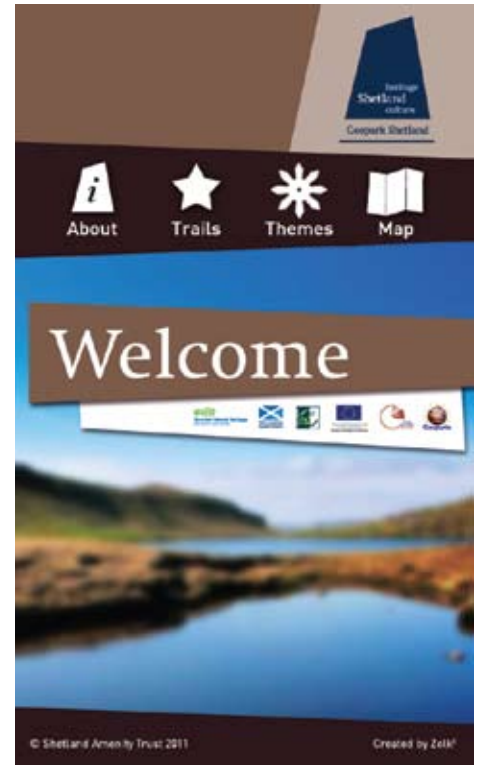 heritage
Shetland
culture
Geopark Shetland
About Trails Themes Map
Welcome
© Shetland Amenity Trust 2011 Created by Zolk